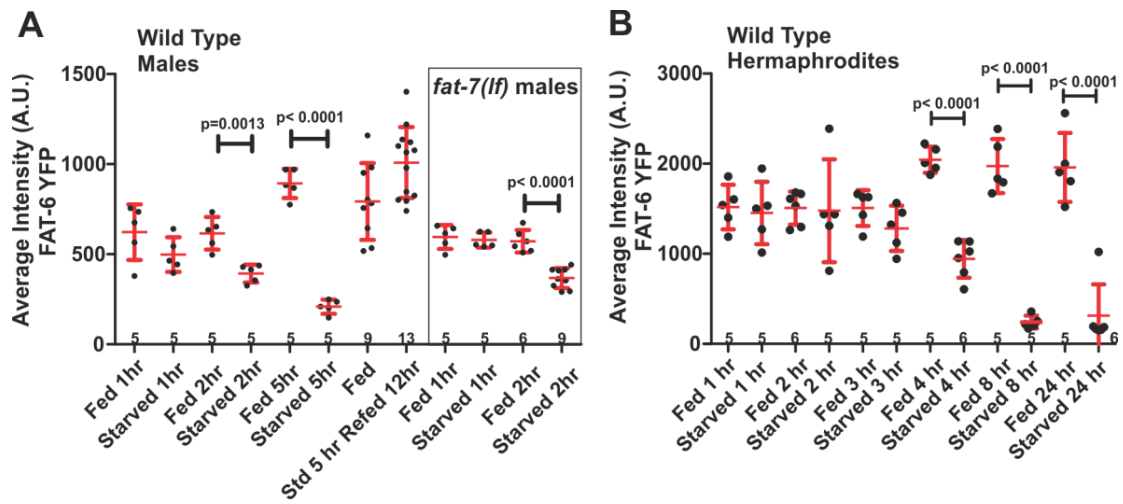 A
Wild Type
Males
Average Intensity (A.U.)
FAT-6 YFP
1500
1000
500
0
p=0.0013
p< 0.0001
fat-7(lf) males
p< 0.0001
5 5 5 5 5 5 9 13 5 5 6 9
Fed 1hr
Starved 1hr
Fed 2hr
Starved 2hr
Fed 5hr
Starved 5hr
Fed
Std 5 hr Refed 12hr
Fed 1hr
Starved 1hr
Fed 2hr
Starved 2hr
B
Wild Type
Hermaphrodites
Average Intensity (A.U.)
FAT-6 YFP
3000
2000
1000
0
p< 0.0001
p< 0.0001
p< 0.0001
5 5 6 5 5 5 5 6 5 5 5 6
Fed 1 hr
Starved 1 hr
Fed 2 hr
Starved 2 hr
Fed 3 hr
Starved 3 hr
Fed 4 hr
Starved 4 hr
Fed 8 hr
Starved 8 hr
Fed 24 hr
Starved 24 hr